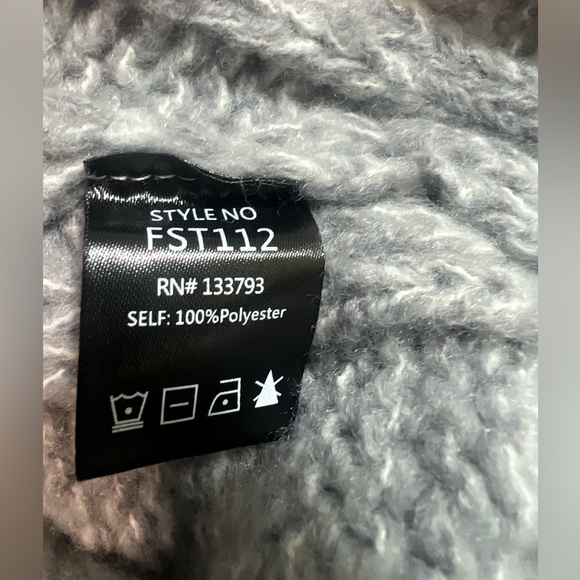 STYLE NO
FST112
RN# 133793
SELF: 100%Polyester